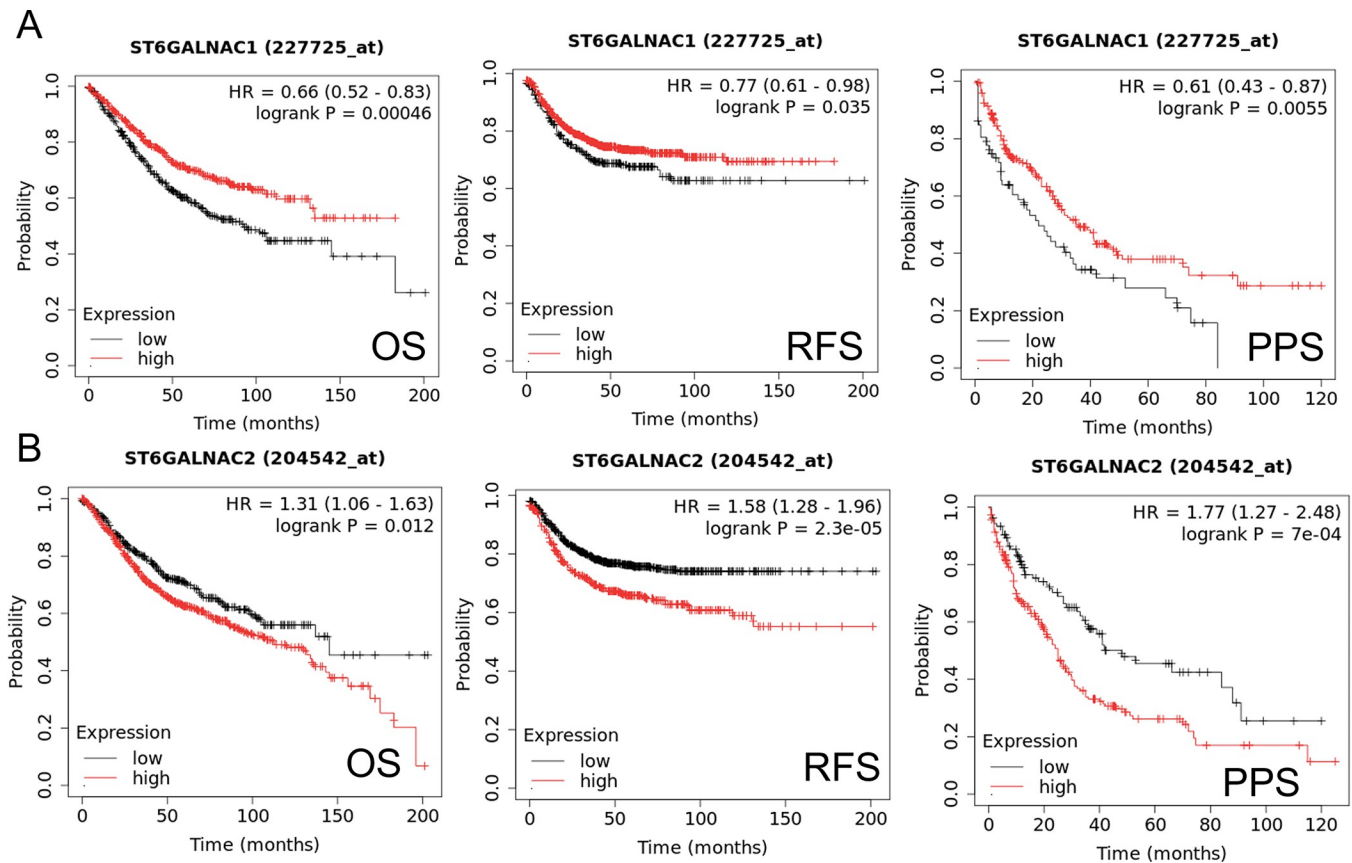 A
ST6GALNAC1 (227725_at)
HR = 0.66 (0.52 - 0.83)
logrank P = 0.00046
Probability
0.0 0.2 0.4 0.6 0.8 1.0
Expression
low
high
OS
0 50 100 150 200
Time (months)
ST6GALNAC1 (227725_at)
HR = 0.77 (0.61 - 0.98)
logrank P = 0.035
Probability
0.0 0.2 0.4 0.6 0.8 1.0
Expression
low
high
RFS
0 50 100 150 200
Time (months)
ST6GALNAC1 (227725_at)
HR = 0.61 (0.43 - 0.87)
logrank P = 0.0055
Probability
0.0 0.2 0.4 0.6 0.8 1.0
Expression
low
high
PPS
0 20 40 60 80 100 120
Time (months)
B
ST6GALNAC2 (204542_at)
HR = 1.31 (1.06 - 1.63)
logrank P = 0.012
Probability
0.0 0.2 0.4 0.6 0.8 1.0
Expression
low
high
OS
0 50 100 150 200
Time (months)
ST6GALNAC2 (204542_at)
HR = 1.58 (1.28 - 1.96)
logrank P = 2.3e-05
Probability
0.0 0.2 0.4 0.6 0.8 1.0
Expression
low
high
RFS
0 50 100 150 200
Time (months)
ST6GALNAC2 (204542_at)
HR = 1.77 (1.27 - 2.48)
logrank P = 7e-04
Probability
0.0 0.2 0.4 0.6 0.8 1.0
Expression
low
high
PPS
0 20 40 60 80 100 120
Time (months)